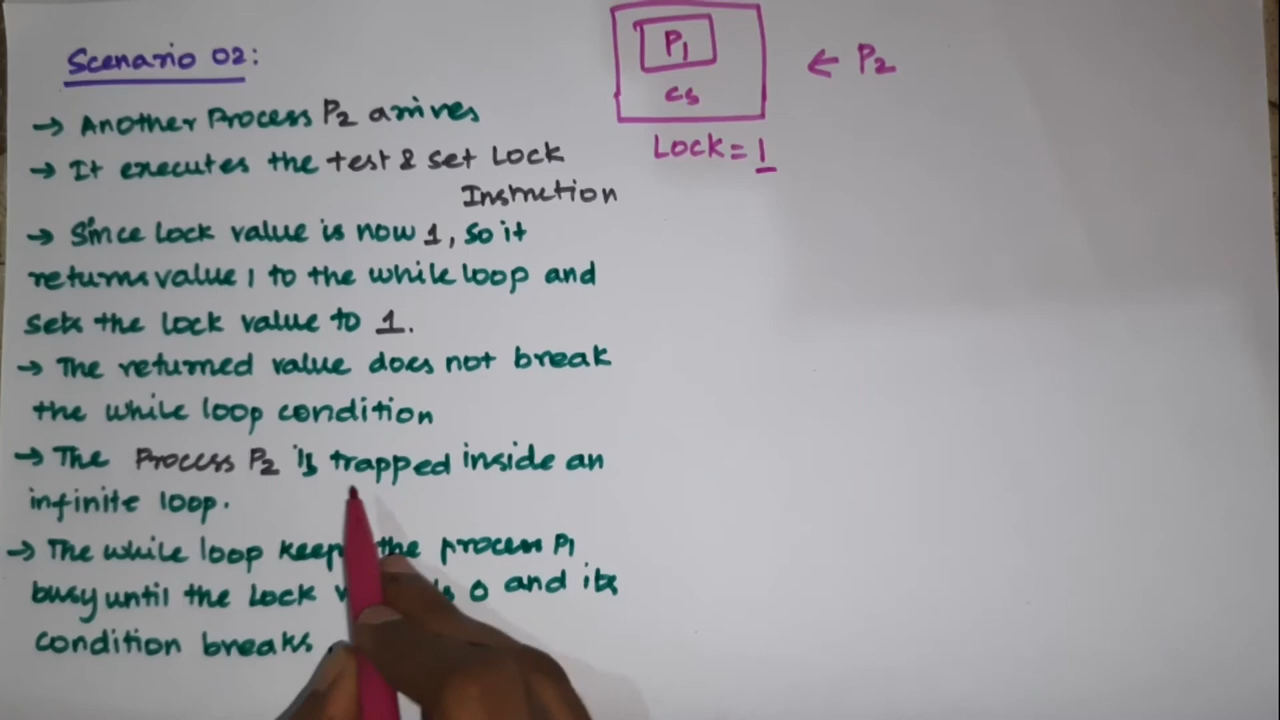 Scenario 02:
→ Another Process P2 arrives
→ It executes the test & set Lock
Instruction
→ Since lock value is now 1, so it
returns value 1 to the while loop and
sets the lock value to 1.
→ The returned value does not break
the while loop condition
→ The Process P2 is trapped inside an
infinite loop.
→ The while loop keep the process P1
busy until the Lock 0 and its
condition breaks
P1
CS
Lock = 1
← P2